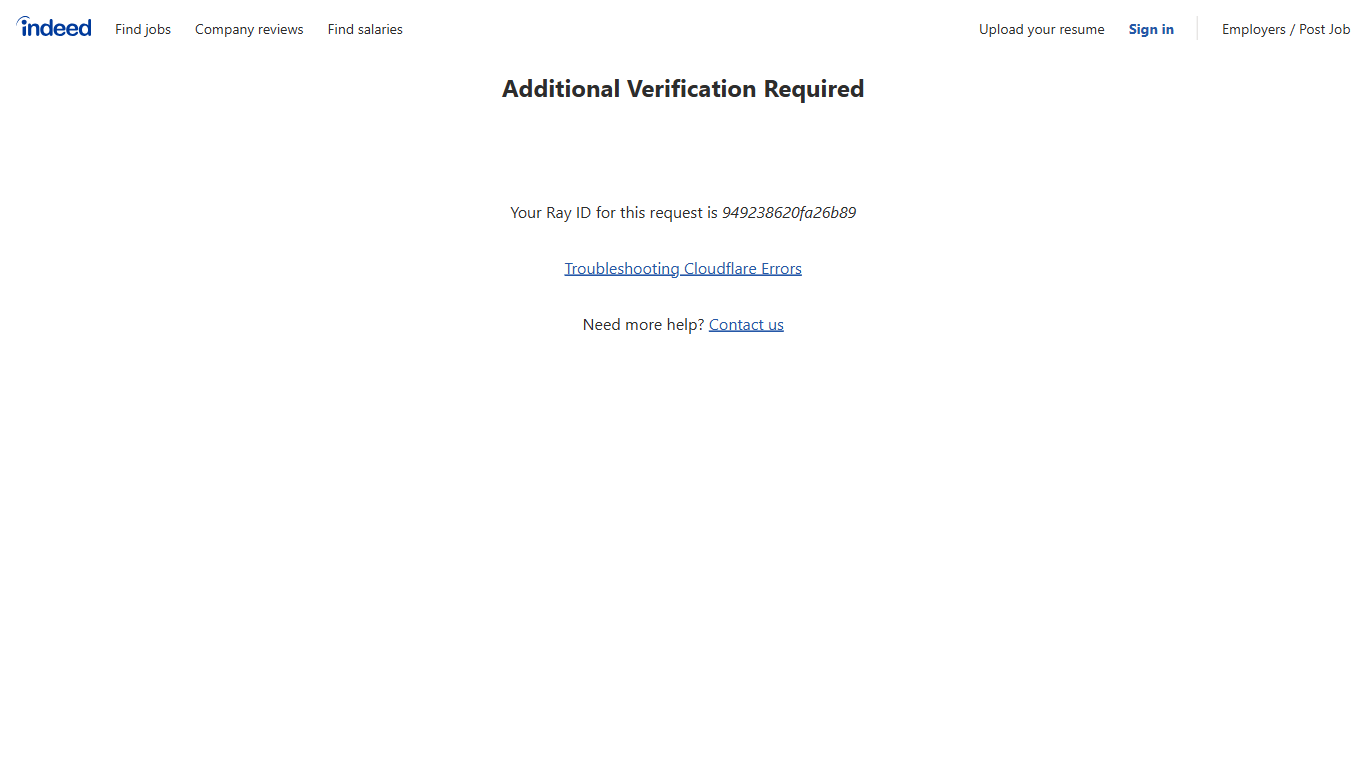 indeed Find jobs Company reviews Find salaries Upload your resume Sign in Employers / Post Job
Additional Verification Required
Your Ray ID for this request is 949238620fa26b89
Troubleshooting Cloudflare Errors
Need more help? Contact us